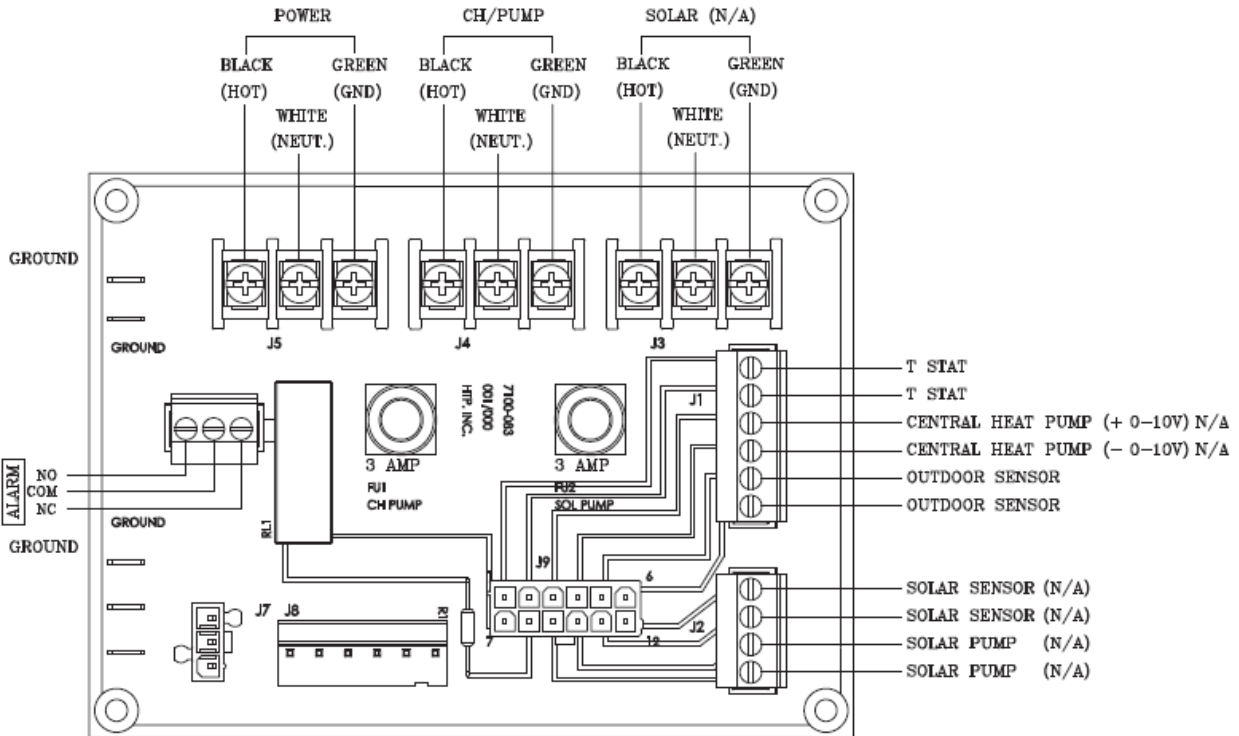 POWER
CH/PUMP
SOLAR (N/A)
BLACK
(HOT)
GREEN
(GND)
BLACK
(HOT)
GREEN
(GND)
BLACK
(HOT)
GREEN
(GND)
WHITE
(NEUT.)
WHITE
(NEUT.)
WHITE
(NEUT.)
GROUND
GROUND
J5
J4
J3
J1
7100-083
001/000
HTP. INC.
3 AMP
FU1
CH PUMP
3 AMP
FU2
SOL PUMP
T STAT
T STAT
CENTRAL HEAT PUMP (+ 0-10V) N/A
CENTRAL HEAT PUMP (- 0-10V) N/A
OUTDOOR SENSOR
OUTDOOR SENSOR
ALARM
NO
COM
NC
GROUND
GROUND
RL1
J9
6
7
12
J7
J8
R1
J2
SOLAR SENSOR (N/A)
SOLAR SENSOR (N/A)
SOLAR PUMP (N/A)
SOLAR PUMP (N/A)